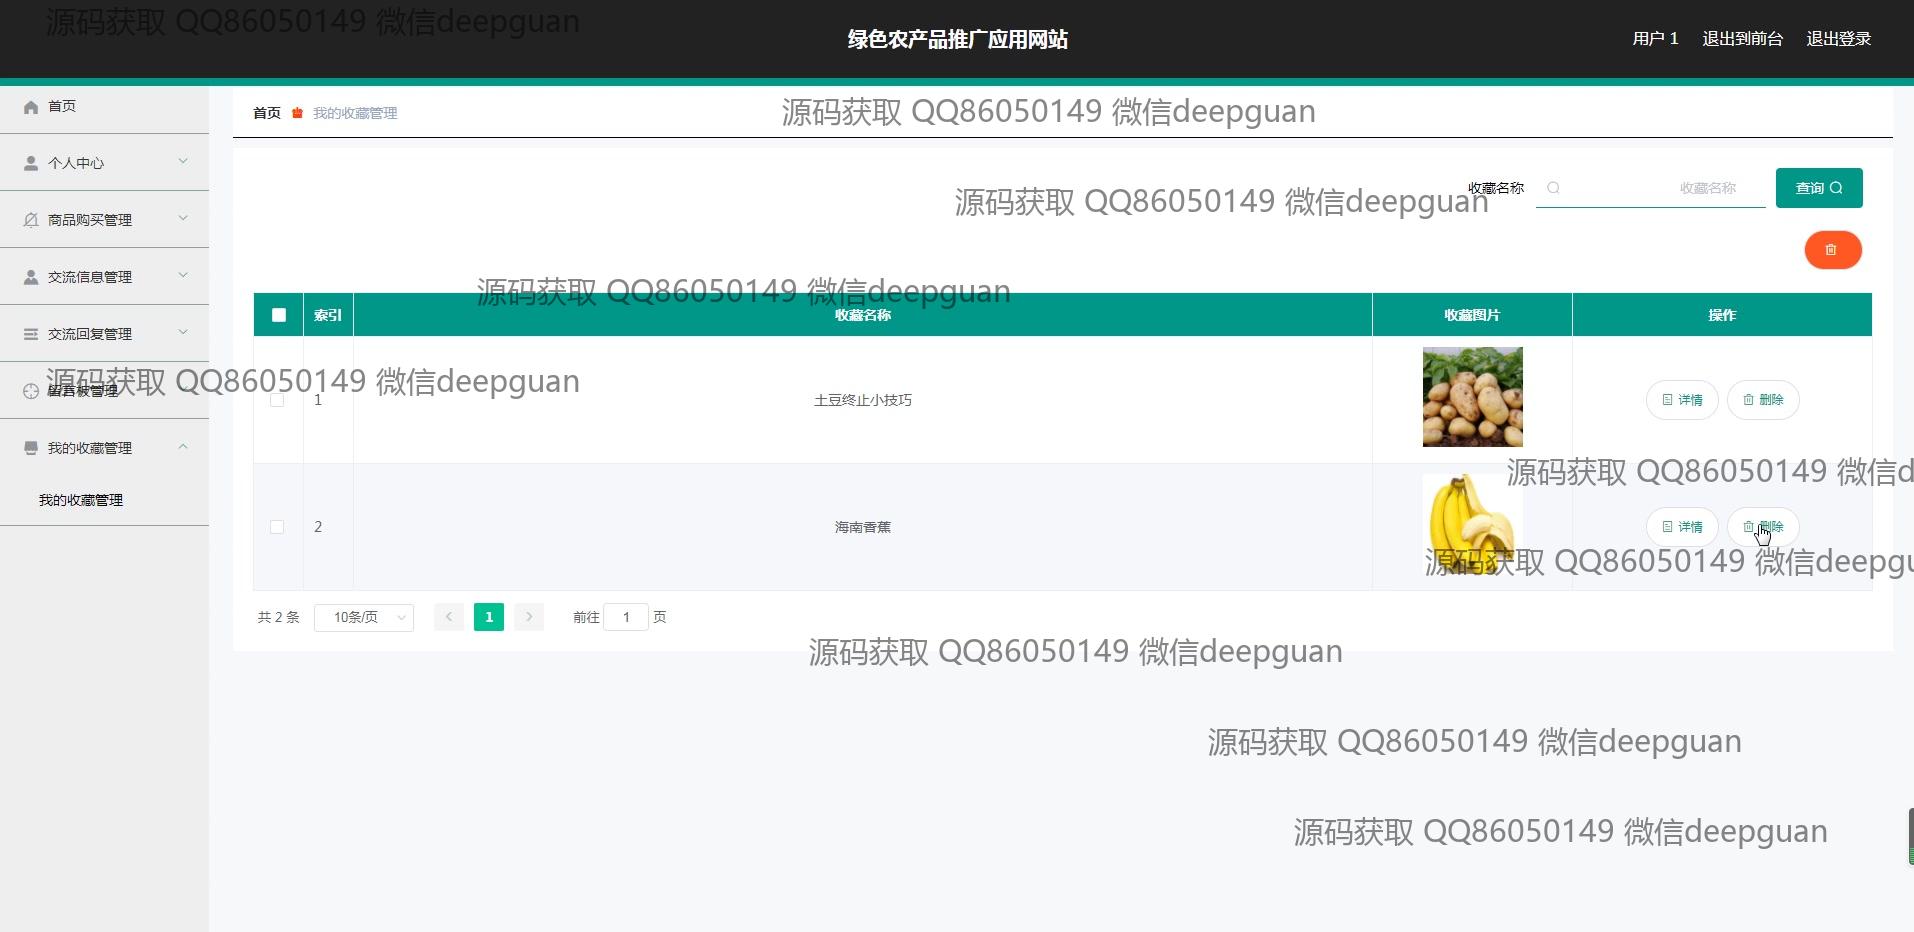 源码获取 QQ86050149 微信deepguan
绿色农产品推广应用网站
用户 1 退出到前台 退出登录
首页
首页 我的收藏管理
源码获取 QQ86050149 微信deepguan
个人中心
收藏名称 收藏名称 查询
源码获取 QQ86050149 微信deepguan
商品购买管理
交流信息管理
源码获取 QQ86050149 微信deepguan
索引 收藏名称 收藏图片 操作
交流回复管理
源码获取 QQ86050149 微信deepguan
留言板管理
1 土豆终止小技巧 详情 删除
我的收藏管理
源码获取 QQ86050149 微信d
我的收藏管理
2 海南香蕉 详情 删除
源码获取 QQ86050149 微信deepgu
共 2 条 10条/页 1 前往 1 页
源码获取 QQ86050149 微信deepguan
源码获取 QQ86050149 微信deepguan
源码获取 QQ86050149 微信deepguan